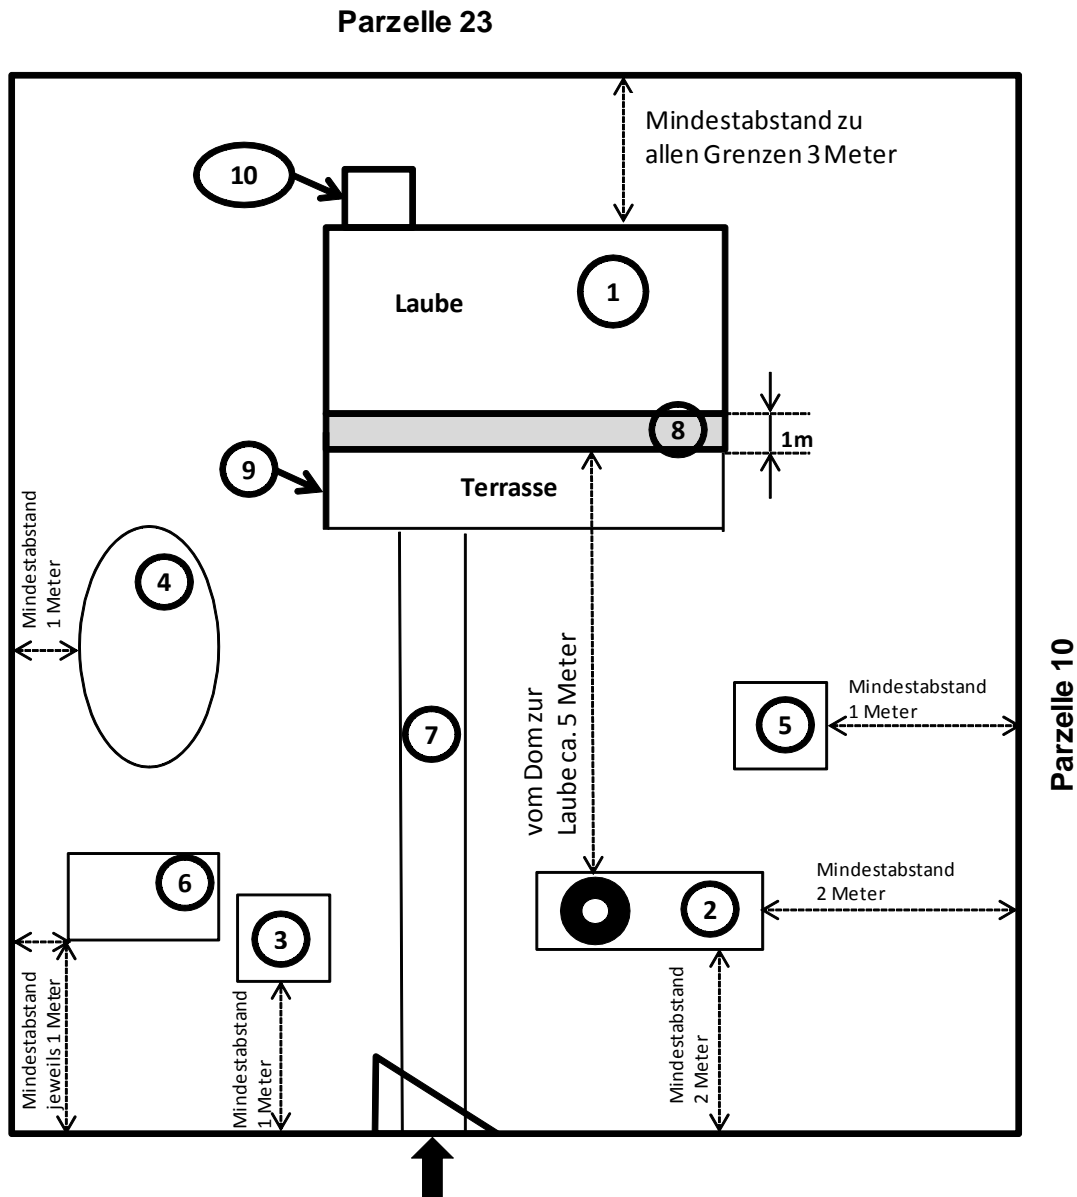 Parzelle 23
Mindestabstand zu
allen Grenzen 3 Meter
10
1
Laube
8
1m
9
Terrasse
Mindestabstand
1 Meter
4
vom Dom zur
Laube ca. 5 Meter
7
5
Mindestabstand
1 Meter
Parzelle 10
6
3
2
Mindestabstand
2 Meter
Mindestabstand
jeweils 1 Meter
Mindestabstand
1 Meter
Mindestabstand
2 Meter